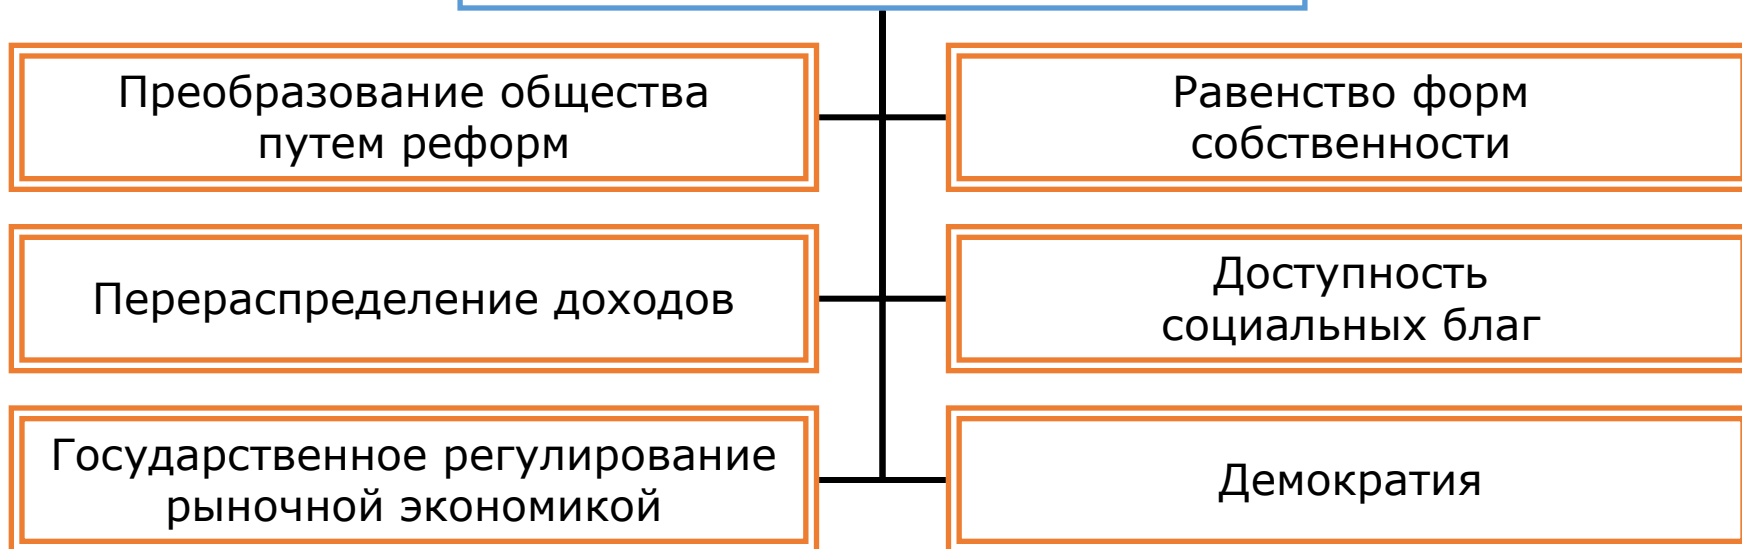 Преобразование общества
путем реформ
Равенство форм
собственности
Перераспределение доходов
Доступность
социальных благ
Государственное регулирование
рыночной экономикой
Демократия